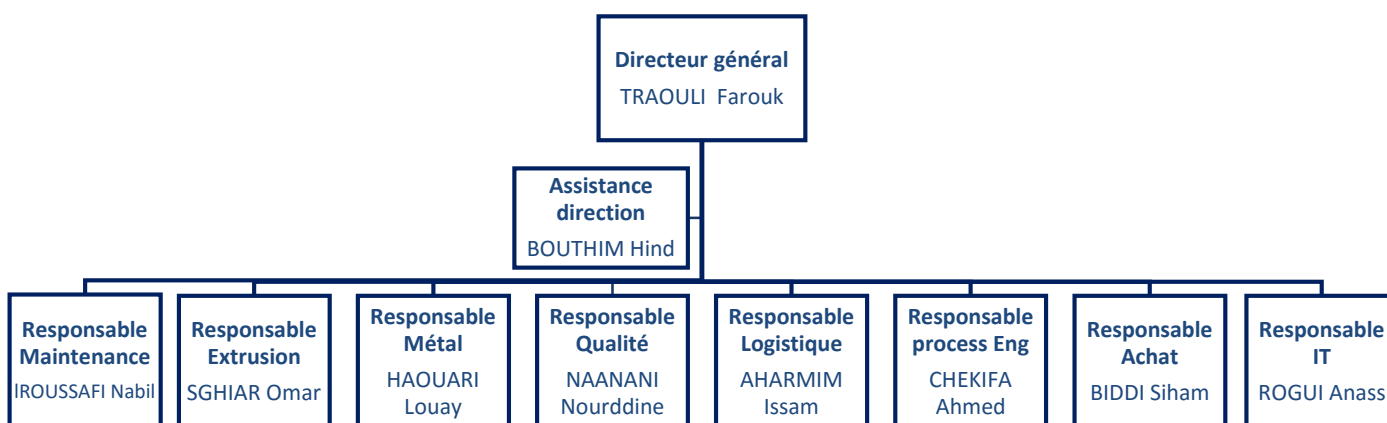 Directeur général
TRAOULI Farouk
Assistance
direction
BOUTHIM Hind
Responsable
Maintenance
IROUSSAFI Nabil
Responsable
Extrusion
SGHIAR Omar
Responsable
Métal
HAOUARI
Louay
Responsable
Qualité
NAANANI
Nourddine
Responsable
Logistique
AHARMIM
Issam
Responsable
process Eng
CHEKIFA
Ahmed
Responsable
Achat
BIDDI Siham
Responsable
IT
ROGUI Anass